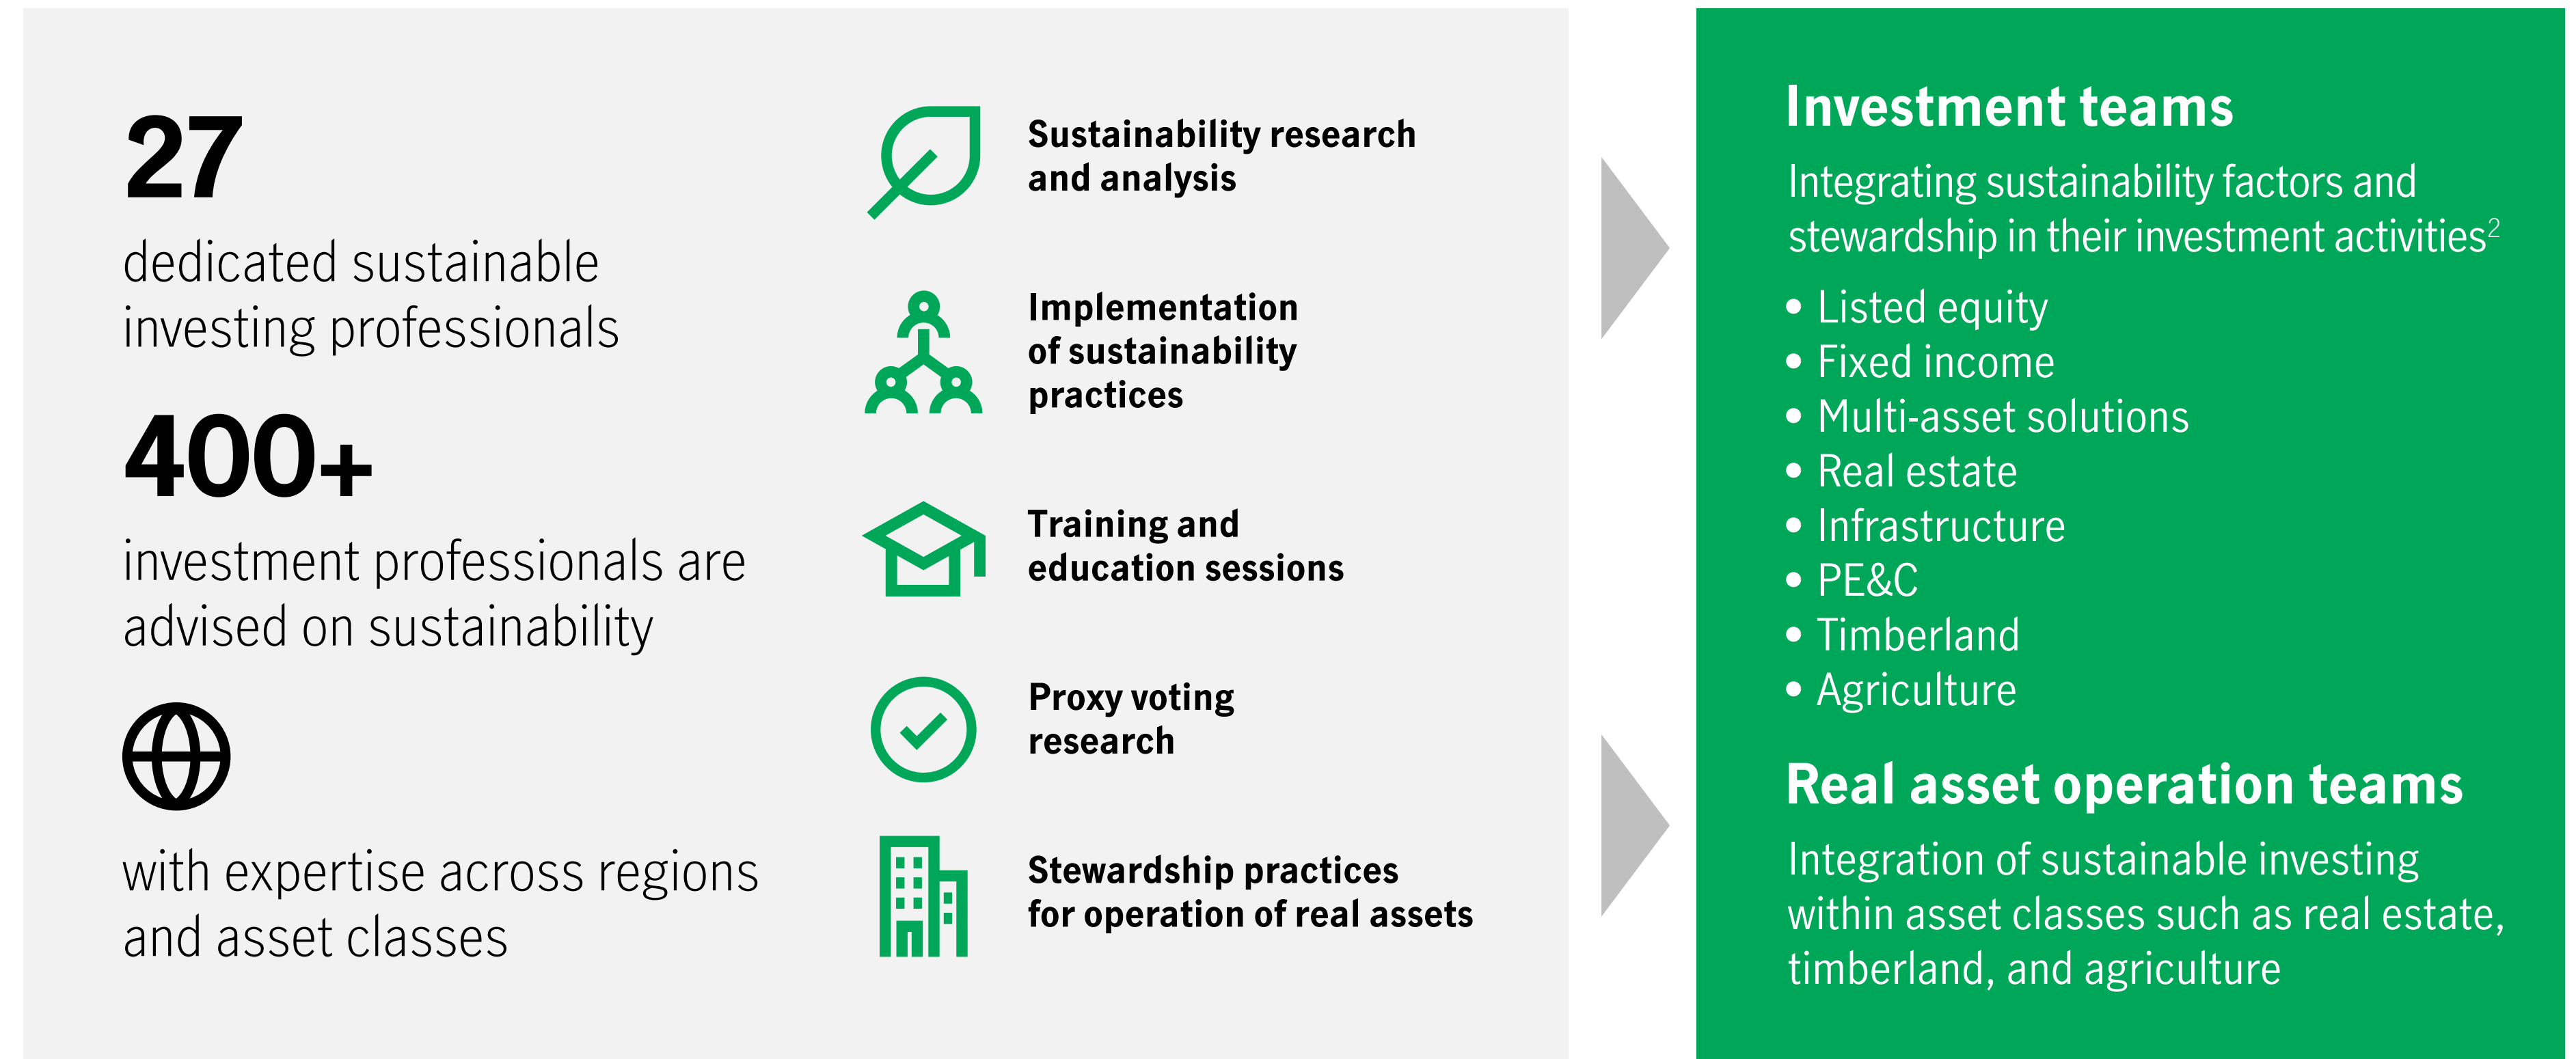 27
dedicated sustainable
investing professionals
400+
investment professionals are
advised on sustainability
with expertise across regions
and asset classes
Sustainability research
and analysis
Implementation
of sustainability
practices
Training and
education sessions
Proxy voting
research
Stewardship practices
for operation of real assets
Investment teams
Integrating sustainability factors and
stewardship in their investment activities²
• Listed equity
• Fixed income
• Multi-asset solutions
• Real estate
• Infrastructure
• PE&C
• Timberland
• Agriculture
Real asset operation teams
Integration of sustainable investing
within asset classes such as real estate,
timberland, and agriculture